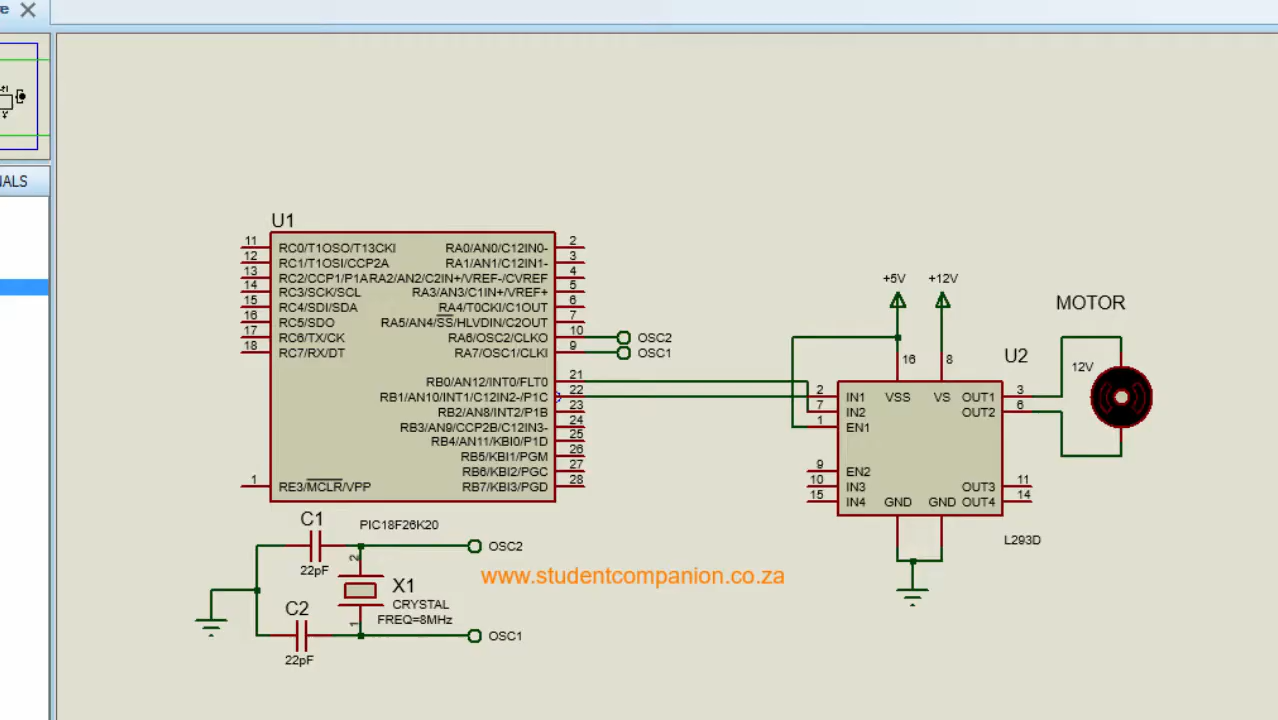 e
NALS
U1
11 RC0/T1OSO/T13CKI RA0/AN0/C12IN0- 2
12 RC1/T1OSI/CCP2A RA1/AN1/C12IN1- 3
13 RC2/CCP1/P1A RA2/AN2/C2IN+/VREF-/CVREF 4
14 RC3/SCK/SCL RA3/AN3/C1IN+/VREF+ 5
15 RC4/SDI/SDA RA4/T0CKI/C1OUT 6
16 RC5/SDO RA5/AN4/SS/HLVDIN/C2OUT 7
17 RC6/TX/CK RA6/OSC2/CLKO 10 OSC2
18 RC7/RX/DT RA7/OSC1/CLKI 9 OSC1
RB0/AN12/INT0/FLT0 21
RB1/AN10/INT1/C12IN2-/P1C 22
RB2/AN8/INT2/P1B 23
RB3/AN9/CCP2B/C12IN3- 24
RB4/AN11/KBI0/P1D 25
RB5/KBI1/PGM 26
RB6/KBI2/PGC 27
1 RE3/MCLR/VPP RB7/KBI3/PGD 28
PIC18F26K20
+5V +12V
MOTOR
16 8 U2
12V
2 IN1 VSS VS OUT1 3
7 IN2 OUT2 6
1 EN1
9 EN2
10 IN3 OUT3 11
15 IN4 GND GND OUT4 14
L293D
C1
22pF
2
OSC2
X1
CRYSTAL
FREQ=8MHz
1
C2
22pF
OSC1
www.studentcompanion.co.za